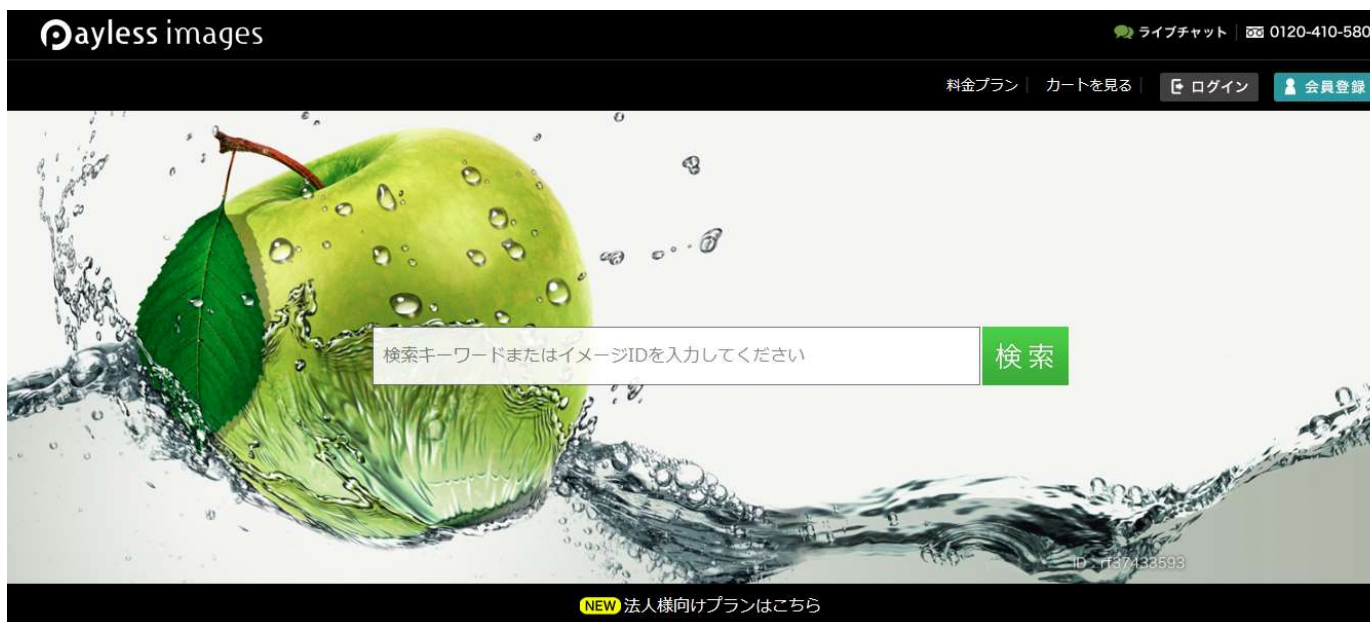 Payless images
ライブチャット 0120-410-580
料金プラン カートを見る ログイン 会員登録
検索キーワードまたはイメージIDを入力してください 検索
ID : rf37433593
NEW 法人様向けプランはこちら